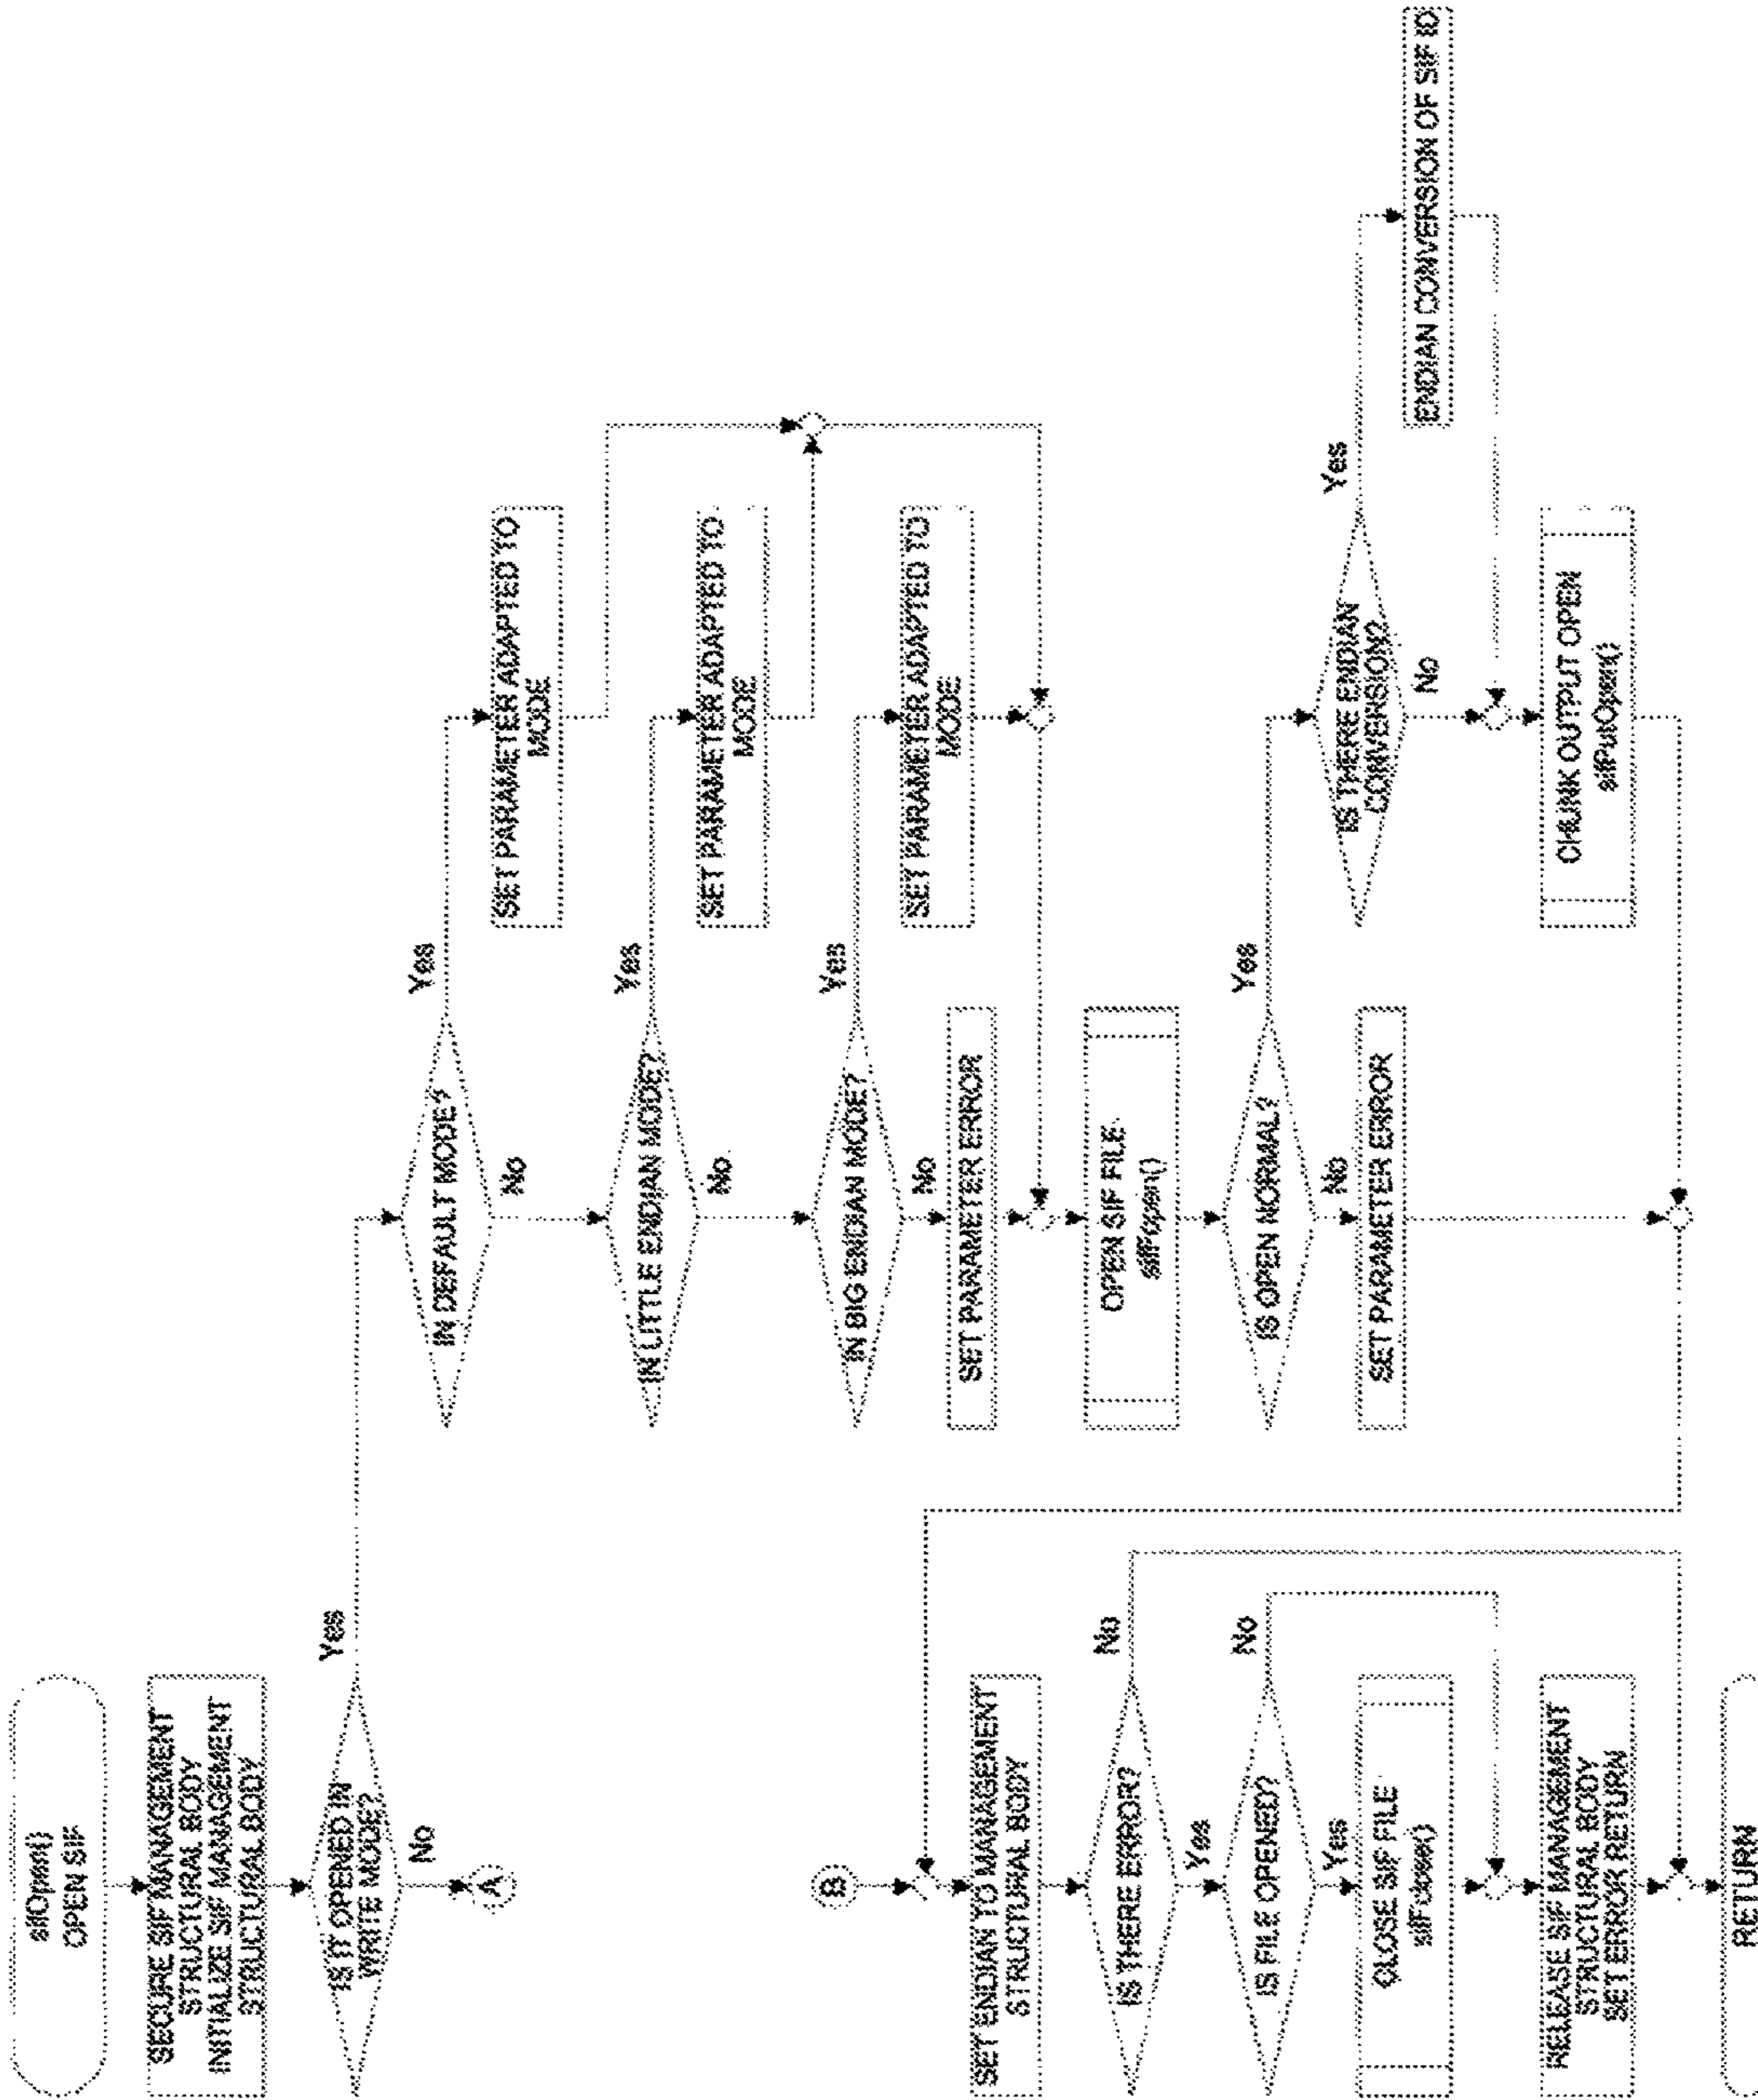 sifOpen()
OPEN SIF
SECURE SIF MANAGEMENT
STRUCTURAL BODY
INITIALIZE SIF MANAGEMENT
STRUCTURAL BODY
IS IT OPENED IN
WRITE MODE?
Yes
No
A
IN DEFAULT MODE?
Yes
No
SET PARAMETER ADAPTED TO
MODE
IN LITTLE ENDIAN MODE?
Yes
No
SET PARAMETER ADAPTED TO
MODE
IN BIG ENDIAN MODE?
Yes
No
SET PARAMETER ADAPTED TO
MODE
SET PARAMETER ERROR
OPEN SIF FILE
sifFopen()
IS OPEN NORMAL?
Yes
No
SET PARAMETER ERROR
IS THERE ENDIAN
CONVERSION?
Yes
No
ENDIAN CONVERSION OF SIF ID
CHUNK OUTPUT OPEN
sifPutOpen()
B
SET ENDIAN TO MANAGEMENT
STRUCTURAL BODY
IS THERE ERROR?
No
Yes
IS FILE OPENED?
No
Yes
CLOSE SIF FILE
sifFclose()
RELEASE SIF MANAGEMENT
STRUCTURAL BODY
SET ERROR RETURN
RETURN